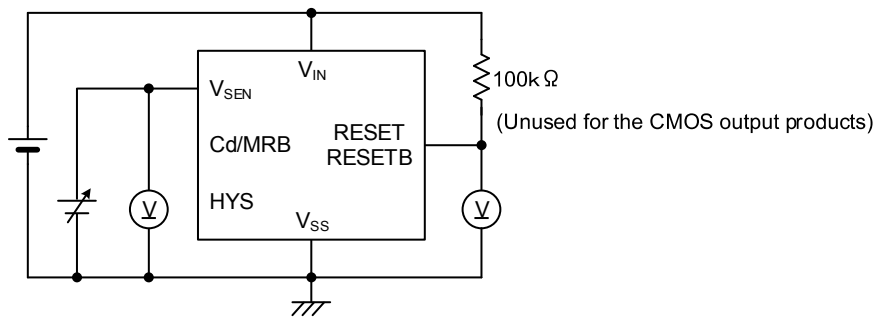 V_IN
100kΩ
V_SEN
(Unused for the CMOS output products)
RESET
Cd/MRB
RESETB
HYS
V
V
V_SS